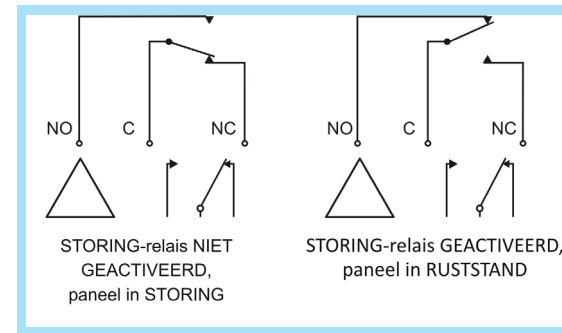 NO C NC
NO C NC
STORING-relais NIET
GEACTIVEERD,
paneel in STORING
STORING-relais GEACTIVEERD,
paneel in RUSTSTAND